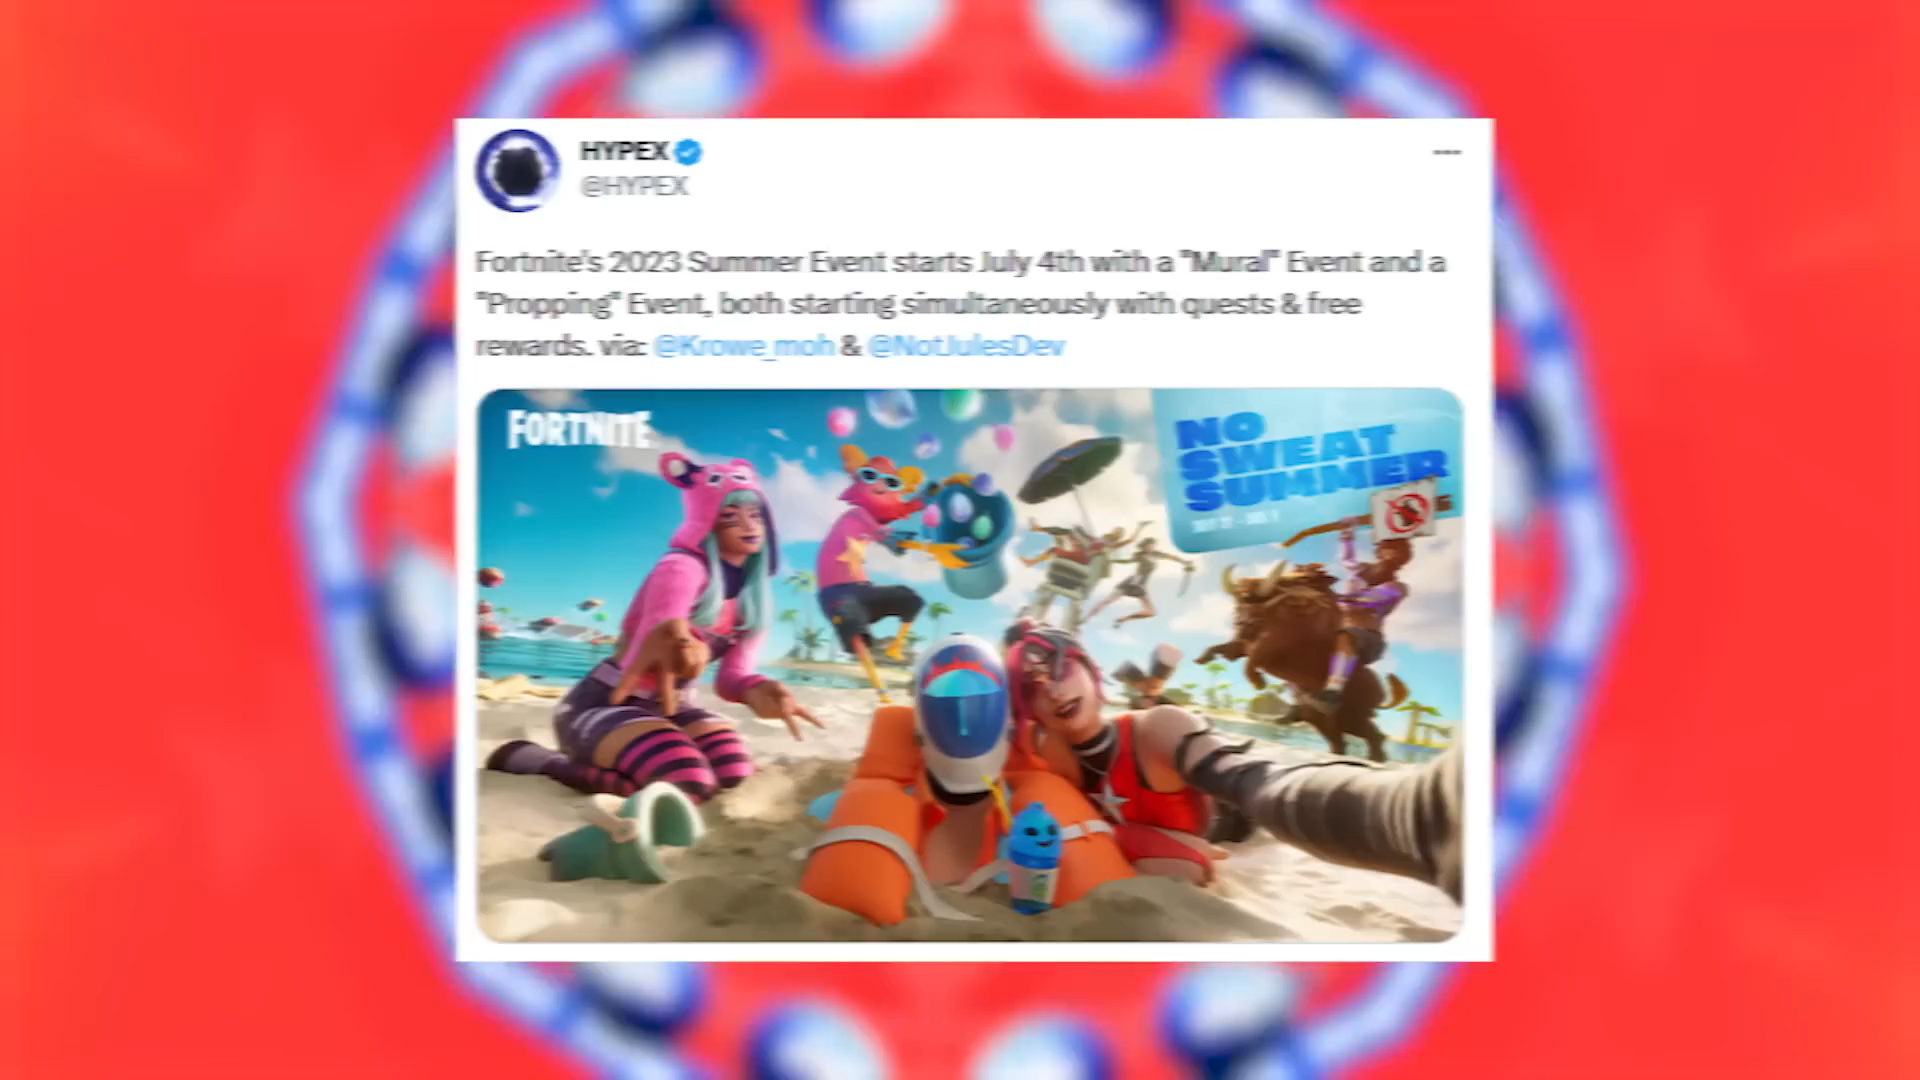 HYPEX
@HYPEX
Fortnite's 2023 Summer Event starts July 4th with a "Mural" Event and a
"Propping" Event, both starting simultaneously with quests & free
rewards. via: @Krowe_moh & @NotJulesDev
FORTNITE
NO
SWEAT
SUMMER